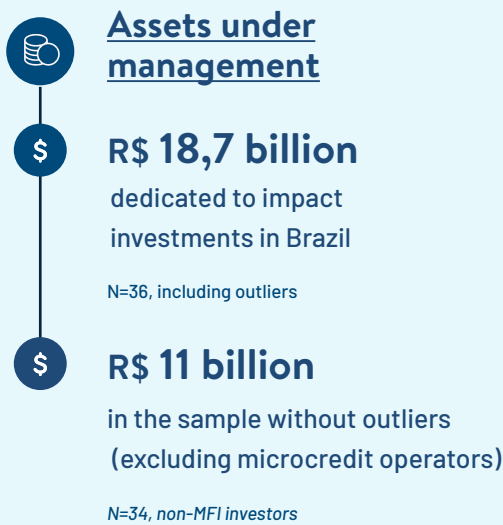 Assets under
management
$
R$ 18,7 billion
dedicated to impact
investments in Brazil
N=36, including outliers
$
R$ 11 billion
in the sample without outliers
(excluding microcredit operators)
N=34, non-MFI investors